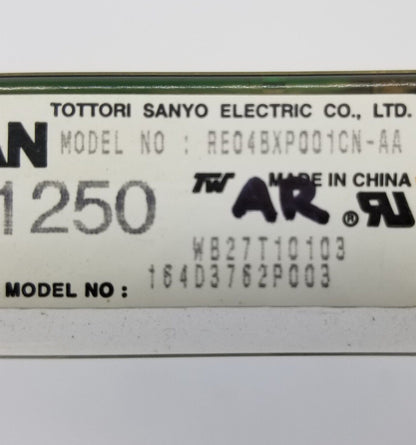 TOTTORI SANYO ELECTRIC CO., LTD.
AN MODEL NO : RE04BXP001CN-AA
1250 MADE IN CHINA
AR ®
WB27T10103
164D3762P003
MODEL NO :